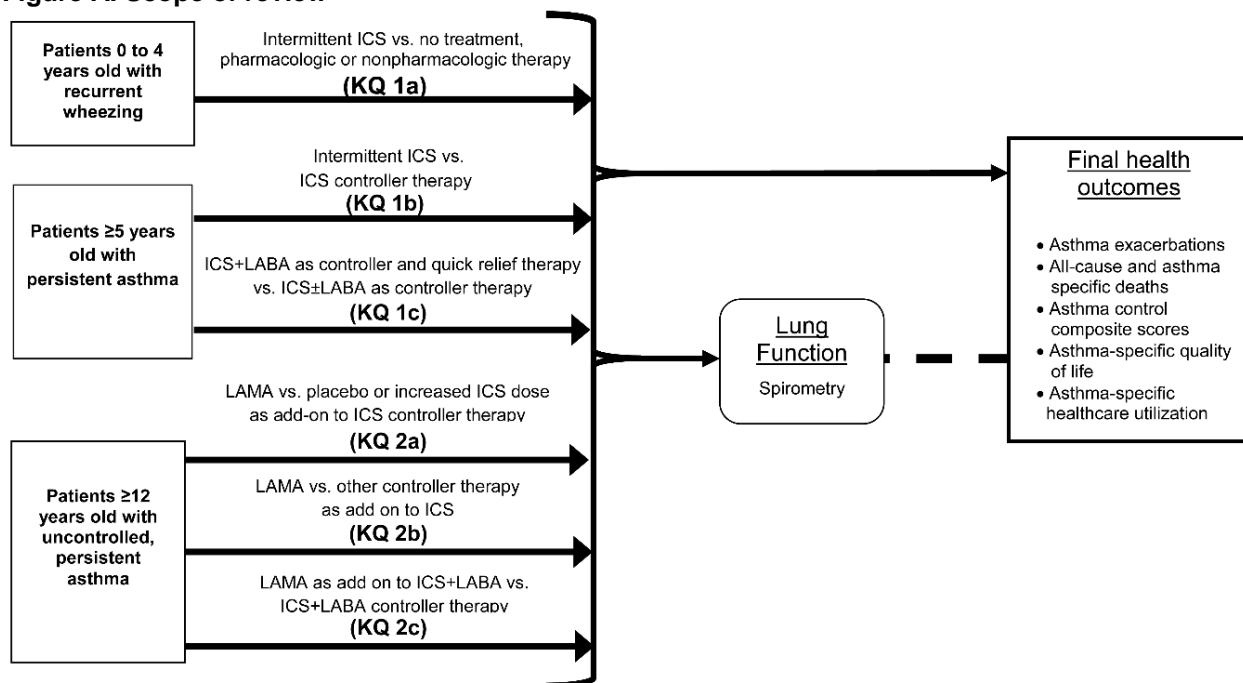 Figure A. Scope of review
Patients 0 to 4
years old with
recurrent
wheezing
Intermittent ICS vs. no treatment,
pharmacologic or nonpharmacologic therapy
(KQ 1a)
Patients ≥5 years
old with
persistent asthma
Intermittent ICS vs.
ICS controller therapy
(KQ 1b)
ICS+LABA as controller and quick relief therapy
vs. ICS±LABA as controller therapy
(KQ 1c)
Patients ≥12
years old with
uncontrolled,
persistent
asthma
LAMA vs. placebo or increased ICS dose
as add-on to ICS controller therapy
(KQ 2a)
LAMA vs. other controller therapy
as add on to ICS
(KQ 2b)
LAMA as add on to ICS+LABA vs.
ICS+LABA controller therapy
(KQ 2c)
Lung
Function
Spirometry
Final health
outcomes
• Asthma exacerbations
• All-cause and asthma
specific deaths
• Asthma control
composite scores
• Asthma-specific quality
of life
• Asthma-specific
healthcare utilization